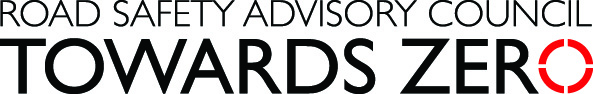 ROAD SAFETY ADVISORY COUNCIL
TOWARDS ZERO